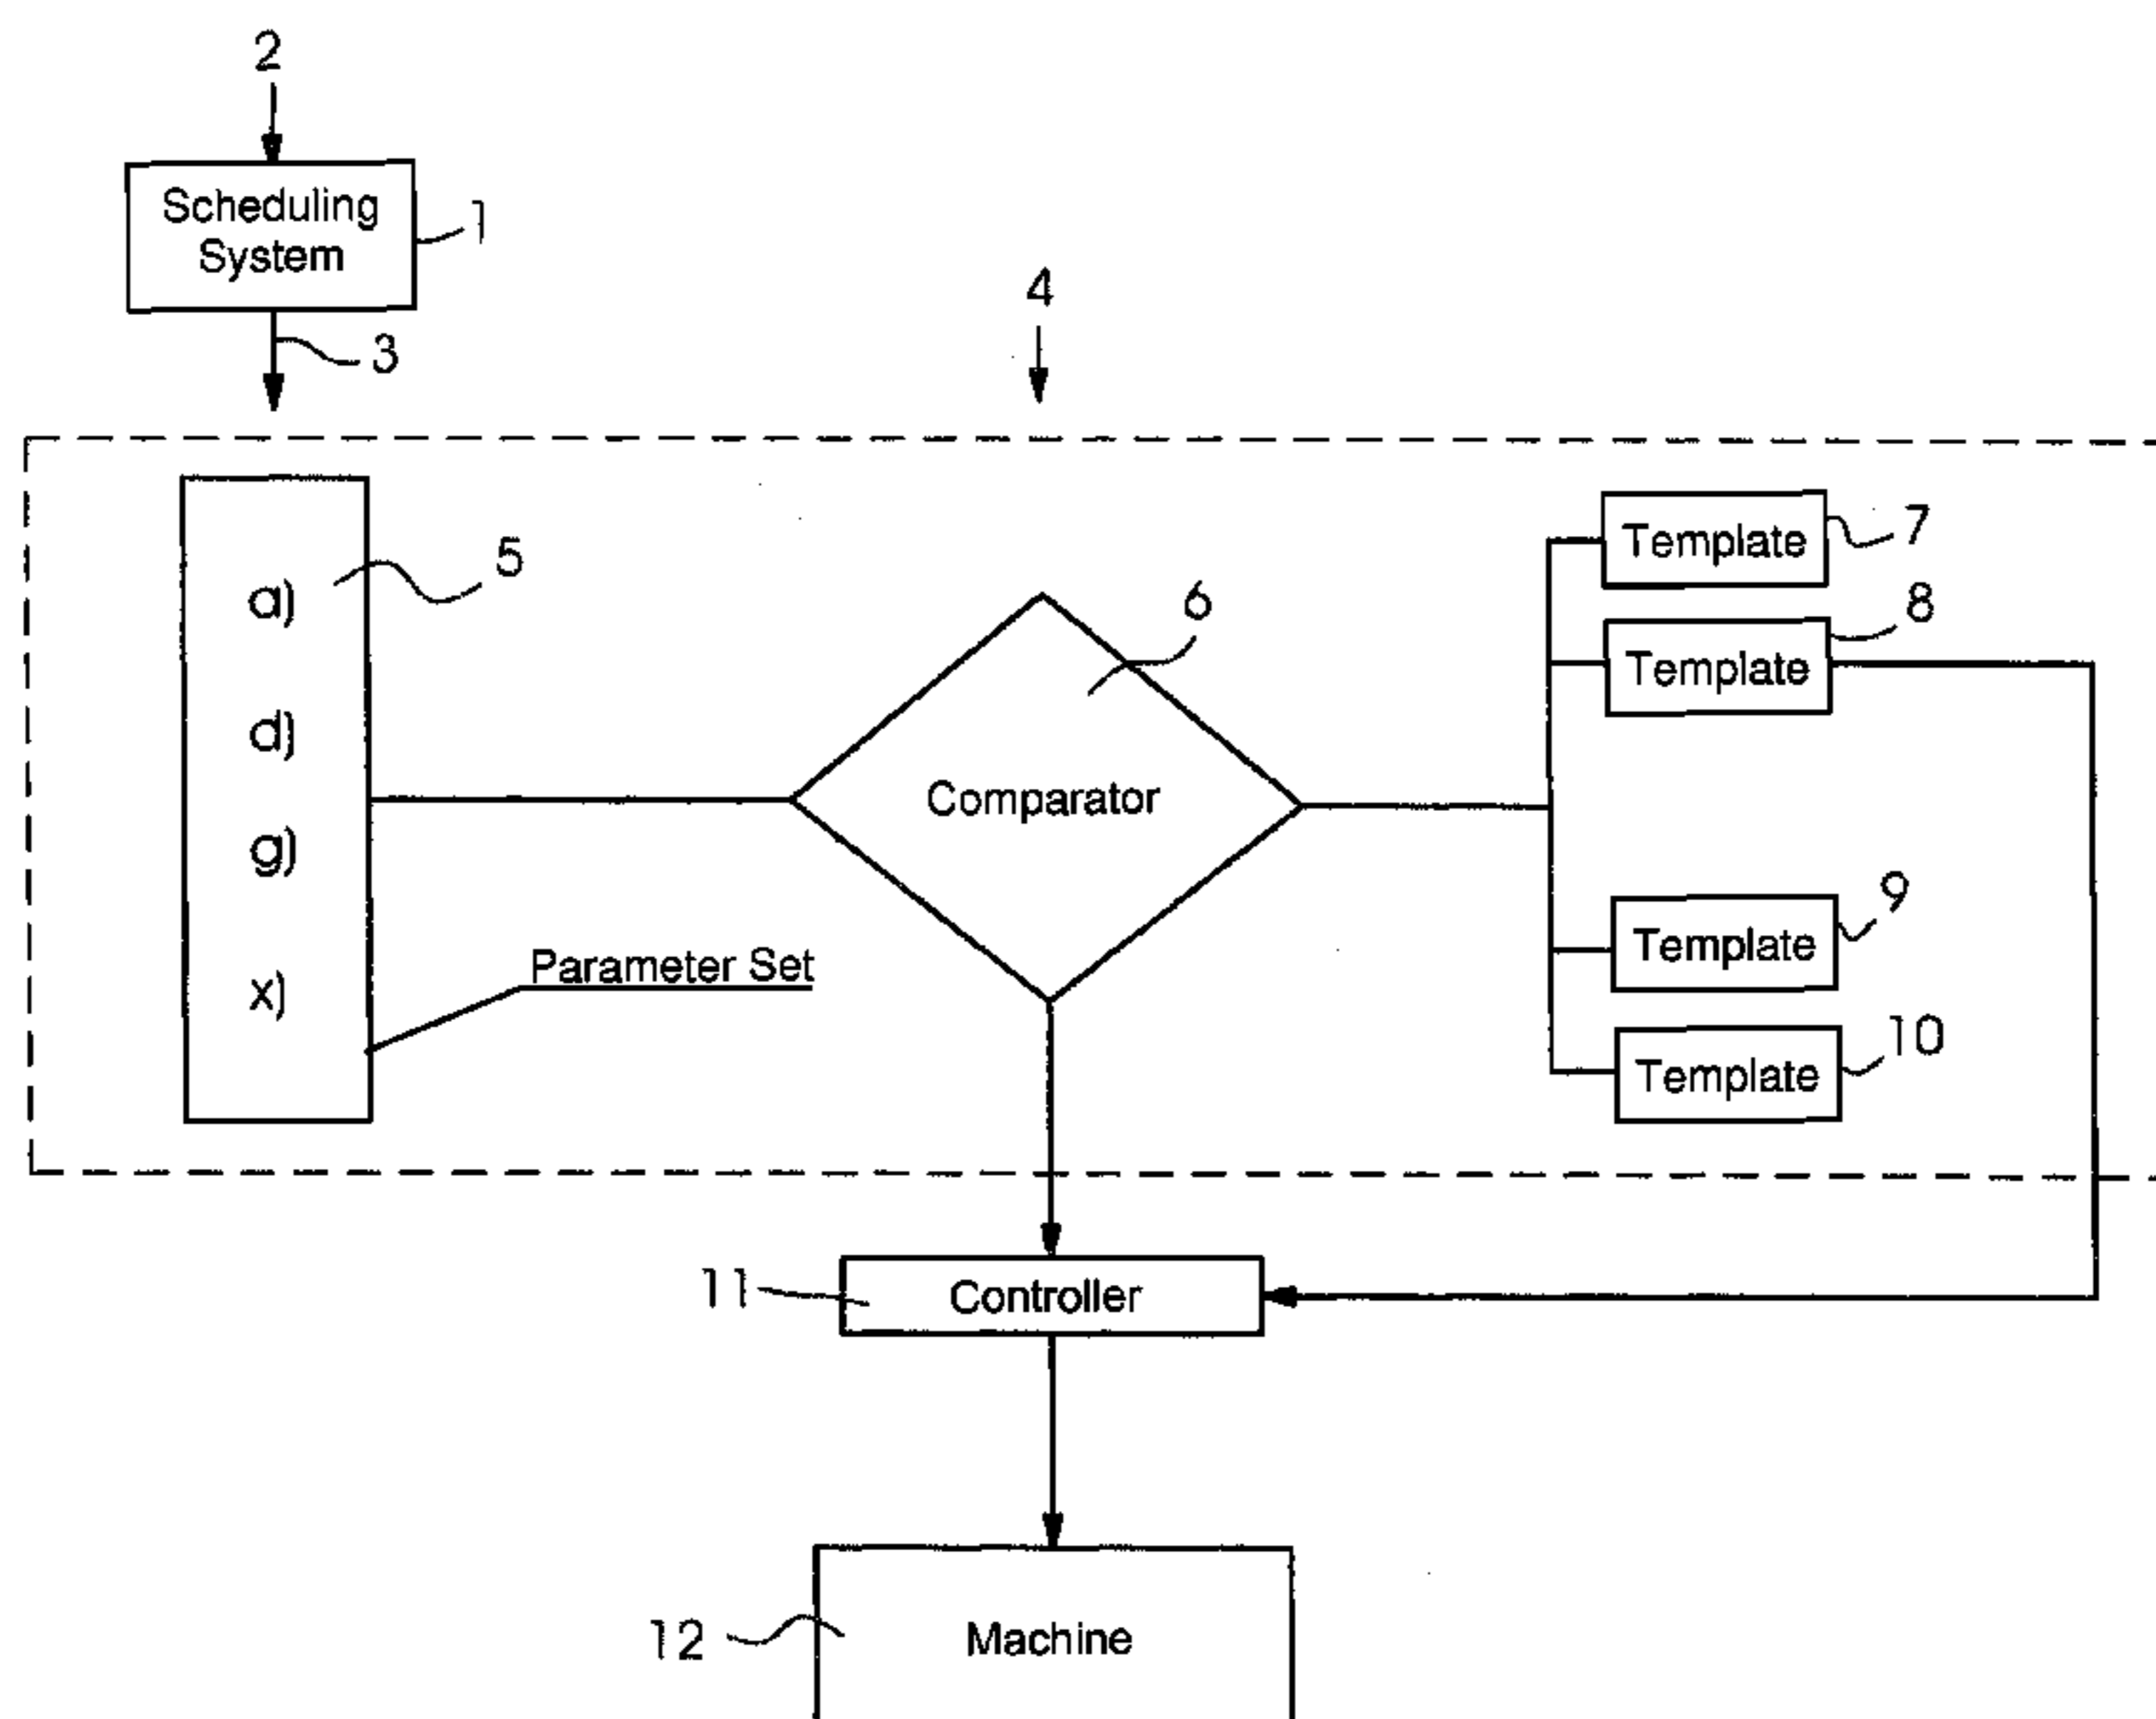 2
Scheduling
System
1
3
4
5
a)
d)
g)
x)
Parameter Set
6
Comparator
Template
7
Template
8
Template
9
Template
10
11
Controller
12
Machine